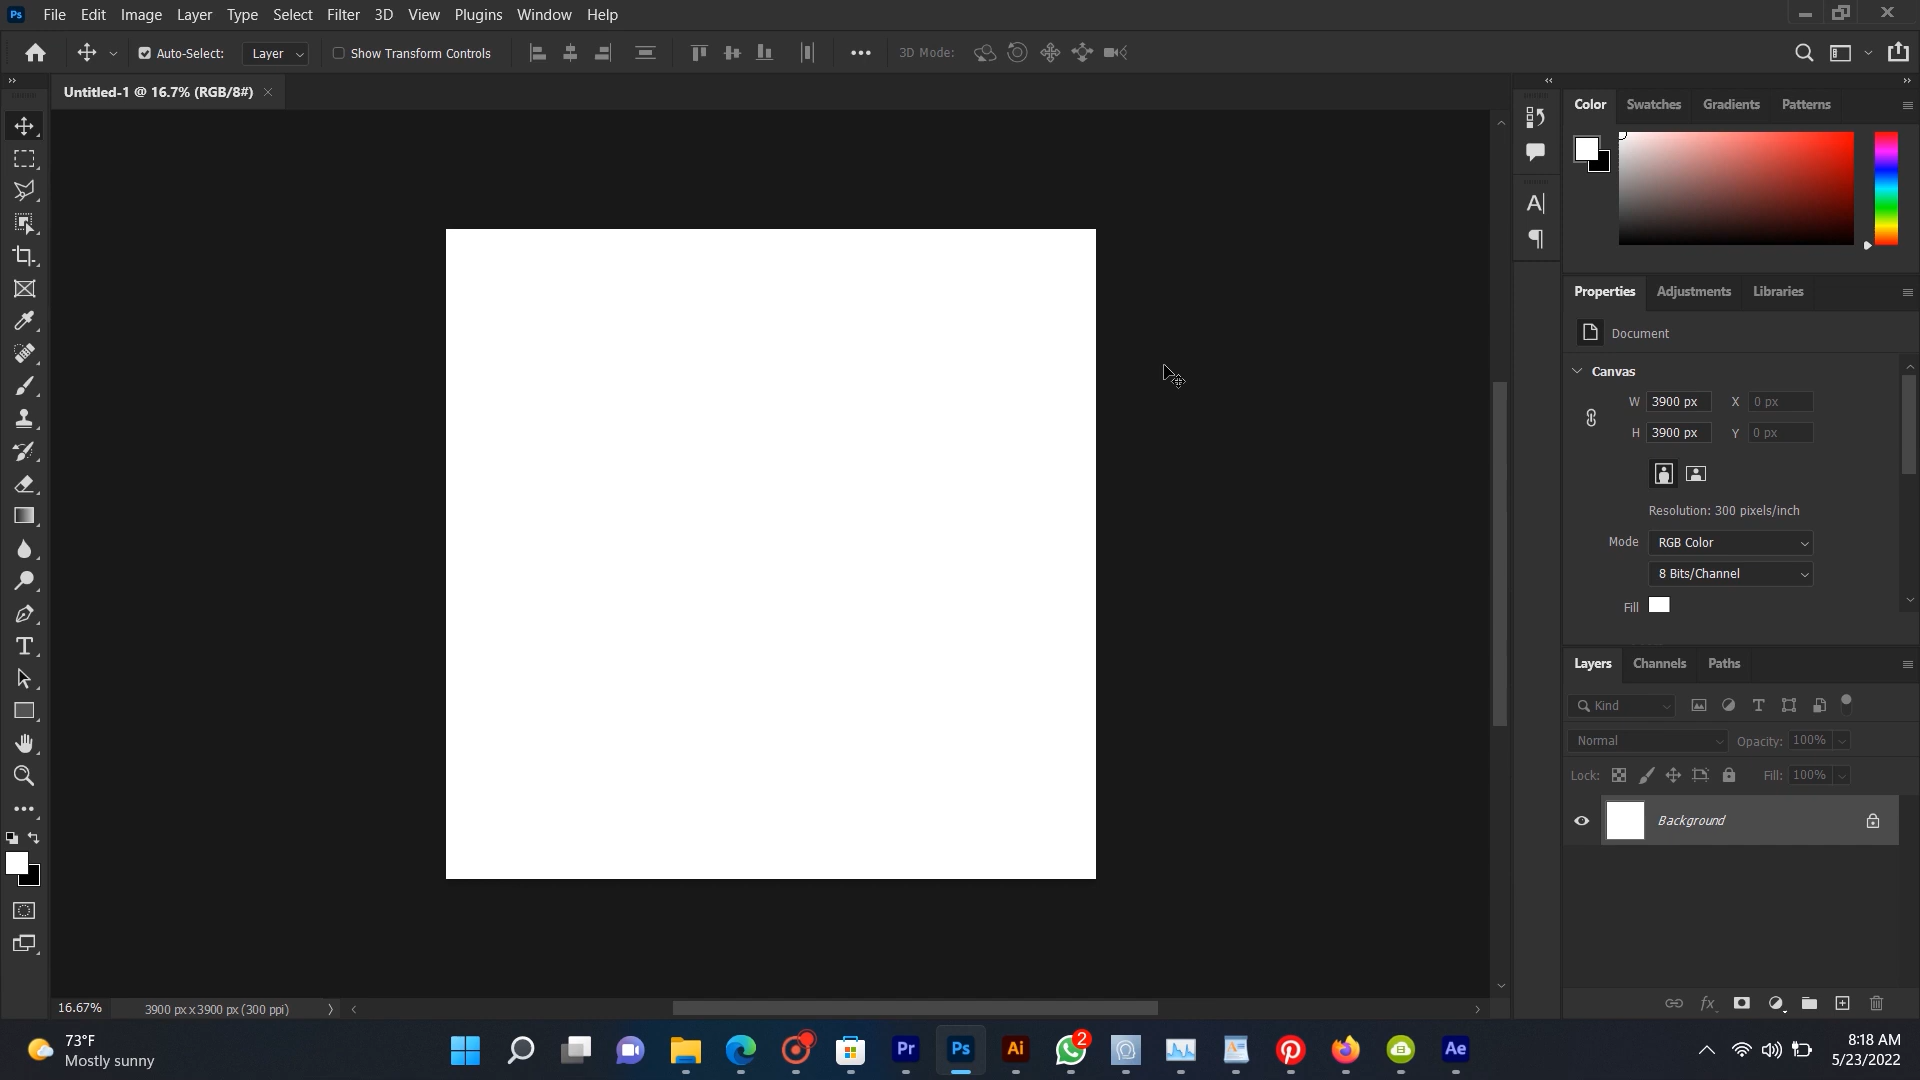 Ps File Edit Image Layer Type Select Filter 3D View Plugins Window Help
Auto-Select: Layer Show Transform Controls 3D Mode:
Untitled-1 @ 16.7% (RGB/8#)
Color Swatches Gradients Patterns
Properties Adjustments Libraries
Document
Canvas
W 3900 px X 0 px
H 3900 px Y 0 px
Resolution: 300 pixels/inch
Mode RGB Color
8 Bits/Channel
Fill
Layers Channels Paths
Kind
Normal Opacity: 100%
Lock: Fill: 100%
Background
16.67% 3900 px x 3900 px (300 ppi)
73°F
Mostly sunny
Pr Ps Ai 2 Ae
8:18 AM
5/23/2022